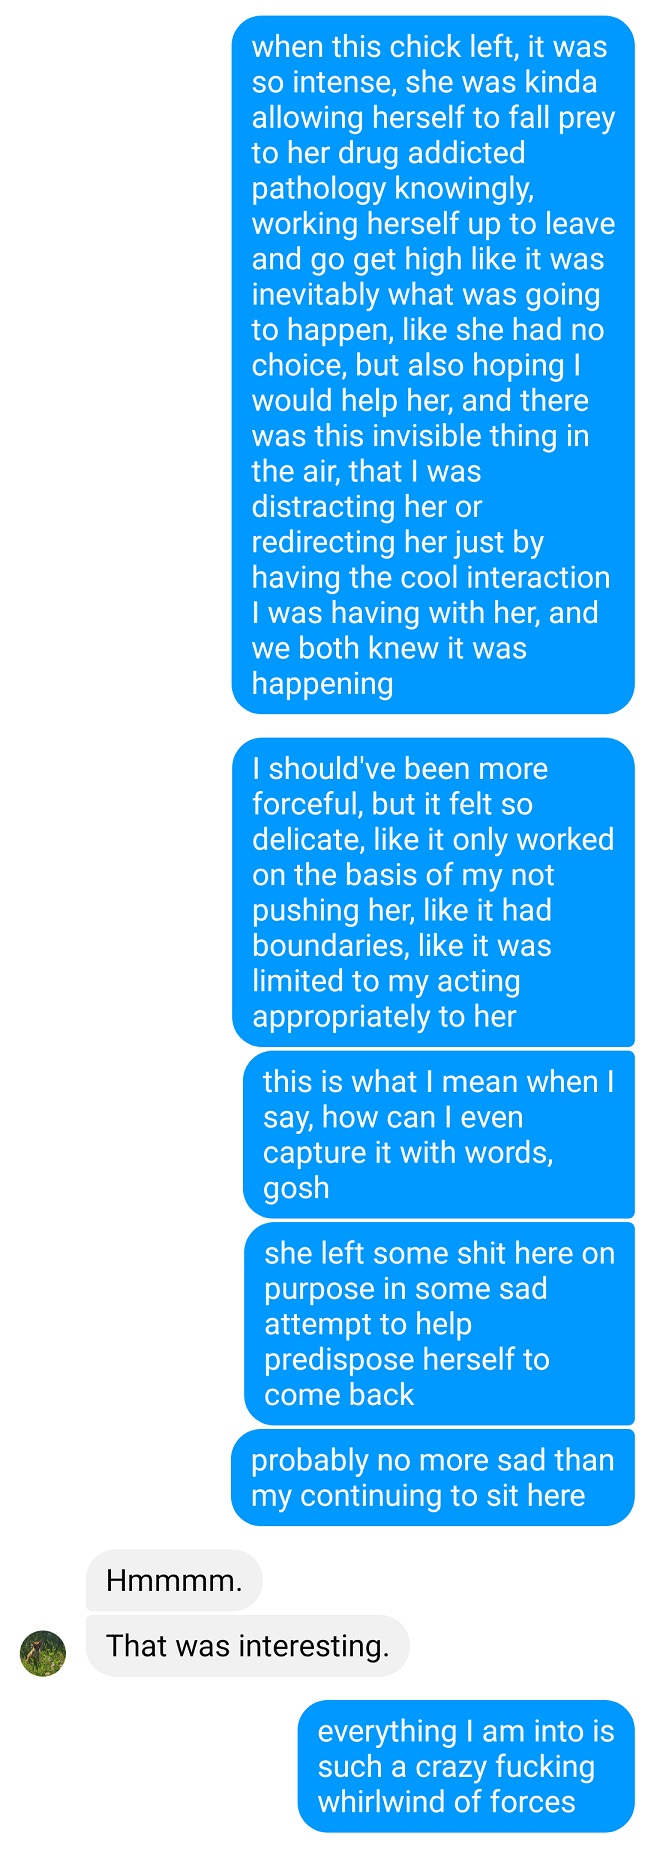 when this chick left, it was
so intense, she was kinda
allowing herself to fall prey
to her drug addicted
pathology knowingly,
working herself up to leave
and go get high like it was
inevitably what was going
to happen, like she had no
choice, but also hoping I
would help her, and there
was this invisible thing in
the air, that I was
distracting her or
redirecting her just by
having the cool interaction
I was having with her, and
we both knew it was
happening
I should've been more
forceful, but it felt so
delicate, like it only worked
on the basis of my not
pushing her, like it had
boundaries, like it was
limited to my acting
appropriately to her
this is what I mean when I
say, how can I even
capture it with words,
gosh
she left some shit here on
purpose in some sad
attempt to help
predispose herself to
come back
probably no more sad than
my continuing to sit here
Hmmmm.
That was interesting.
everything I am into is
such a crazy fucking
whirlwind of forces